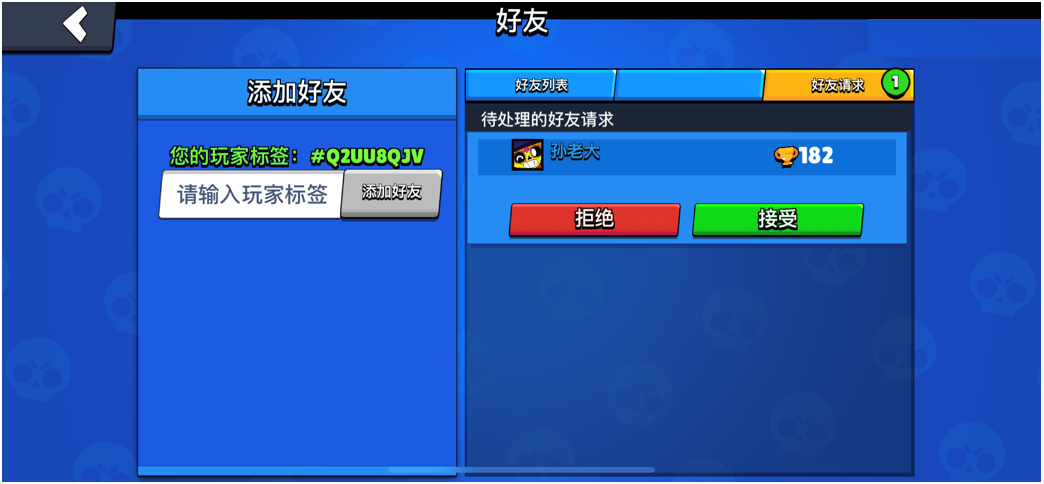 好友
添加好友
您的玩家标签：#Q2UU8QJV
请输入玩家标签
添加好友
好友列表
好友请求
1
待处理的好友请求
孙老大
182
拒绝
接受